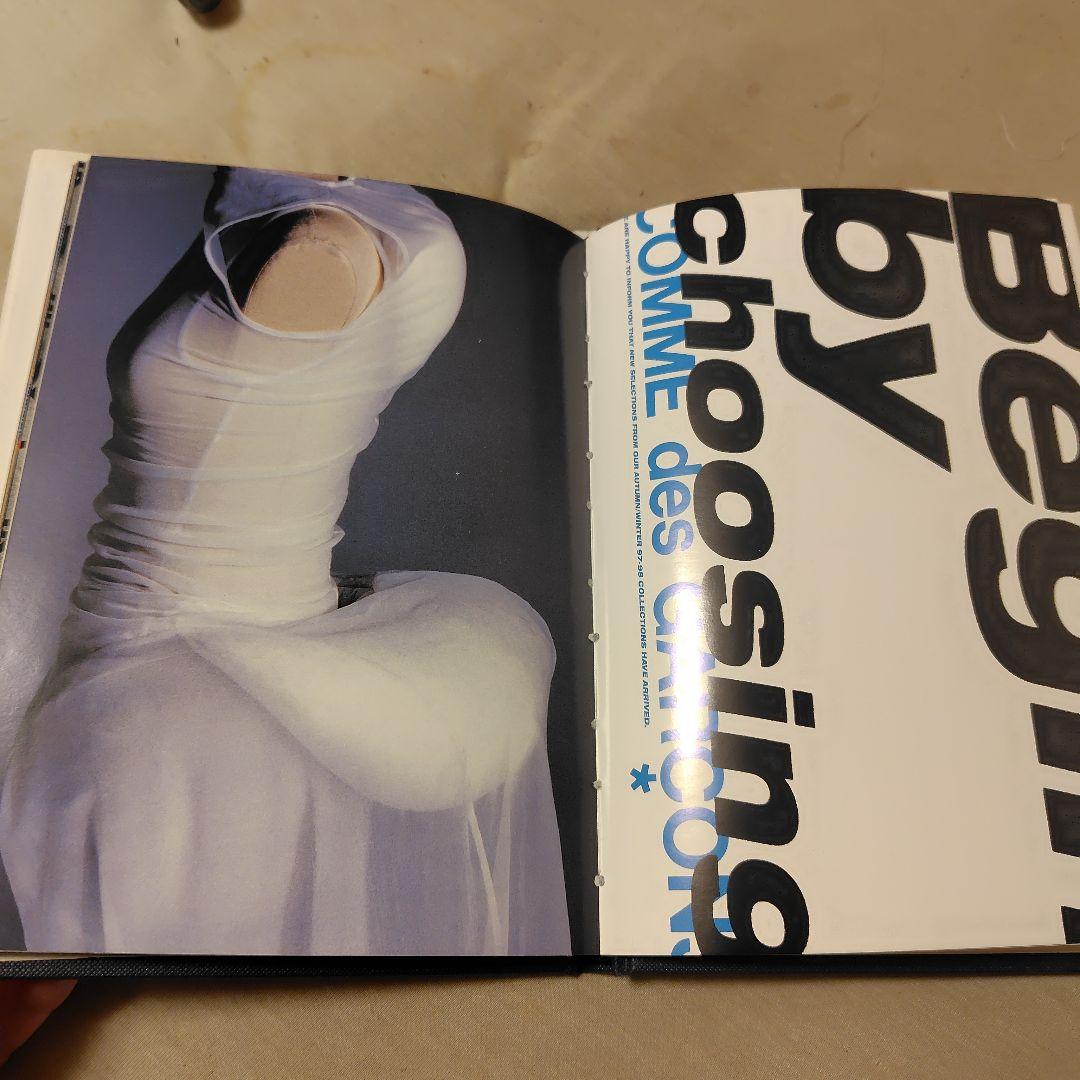 Begin
by
choosing
COMME des GARÇONS
WE ARE HAPPY TO INFORM YOU THAT NEW SELECTIONS FROM OUR AUTUMN/WINTER 97-98 COLLECTIONS HAVE ARRIVED.
*